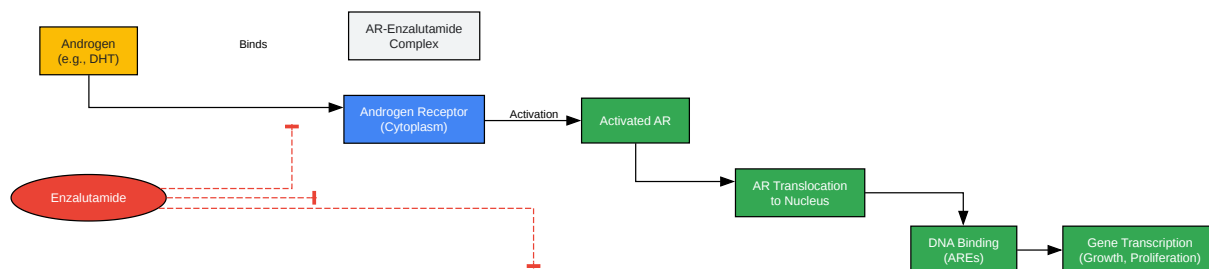 Androgen
(e.g., DHT)
Binds
AR-Enzalutamide
Complex
Androgen Receptor
(Cytoplasm)
Activation
Activated AR
Enzalutamide
AR Translocation
to Nucleus
DNA Binding
(AREs)
Gene Transcription
(Growth, Proliferation)